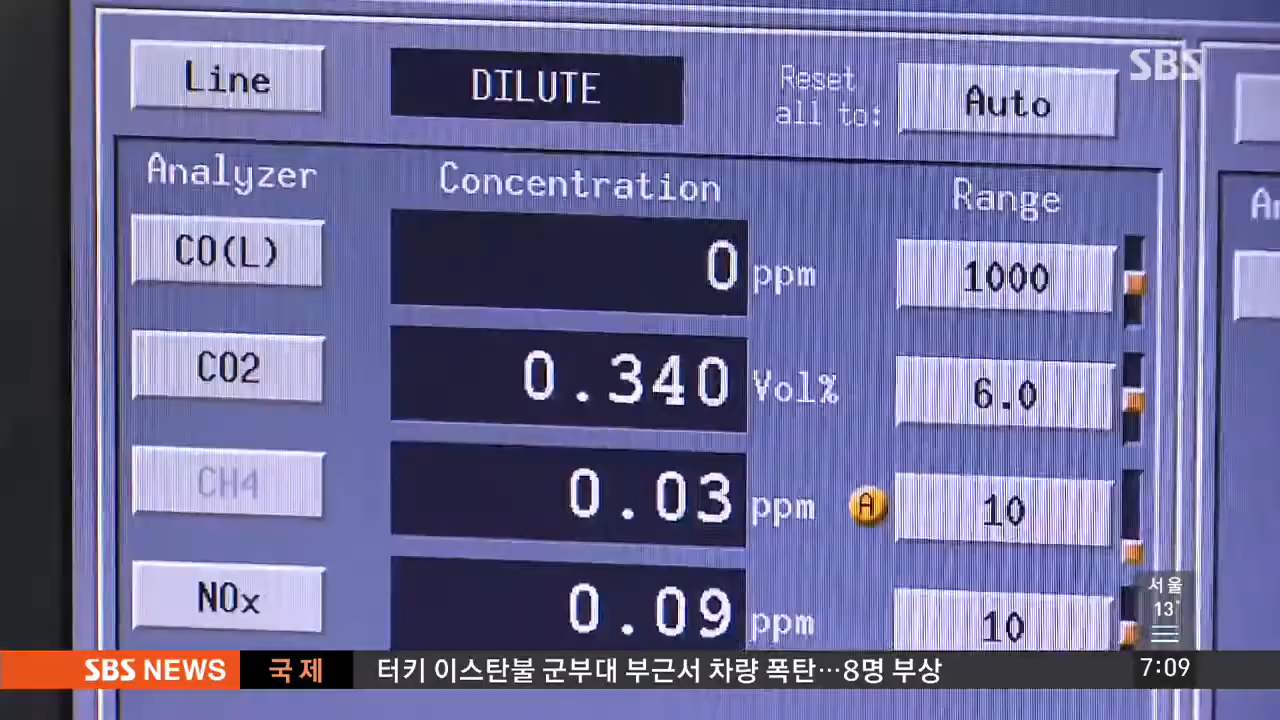 SBS
Line
DILUTE
Reset
all to:
Auto
Analyzer
Concentration
Range
CO(L)
0 ppm
1000
CO2
0.340 Vol%
6.0
CH4
0.03 ppm
A
10
NOx
0.09 ppm
10
서울
13°
SBS NEWS
국제
터키 이스탄불 군부대 부근서 차량 폭탄…8명 부상
7:09